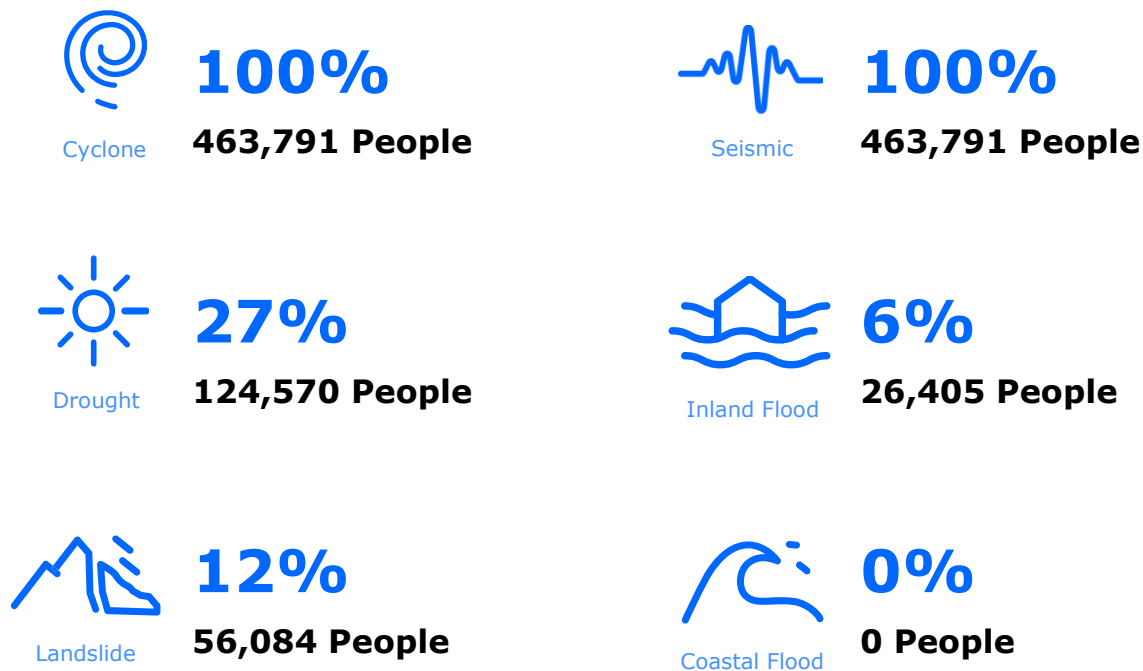 100%
463,791 People
Cyclone
100%
463,791 People
Seismic
27%
124,570 People
Drought
6%
26,405 People
Inland Flood
12%
56,084 People
Landslide
0%
0 People
Coastal Flood